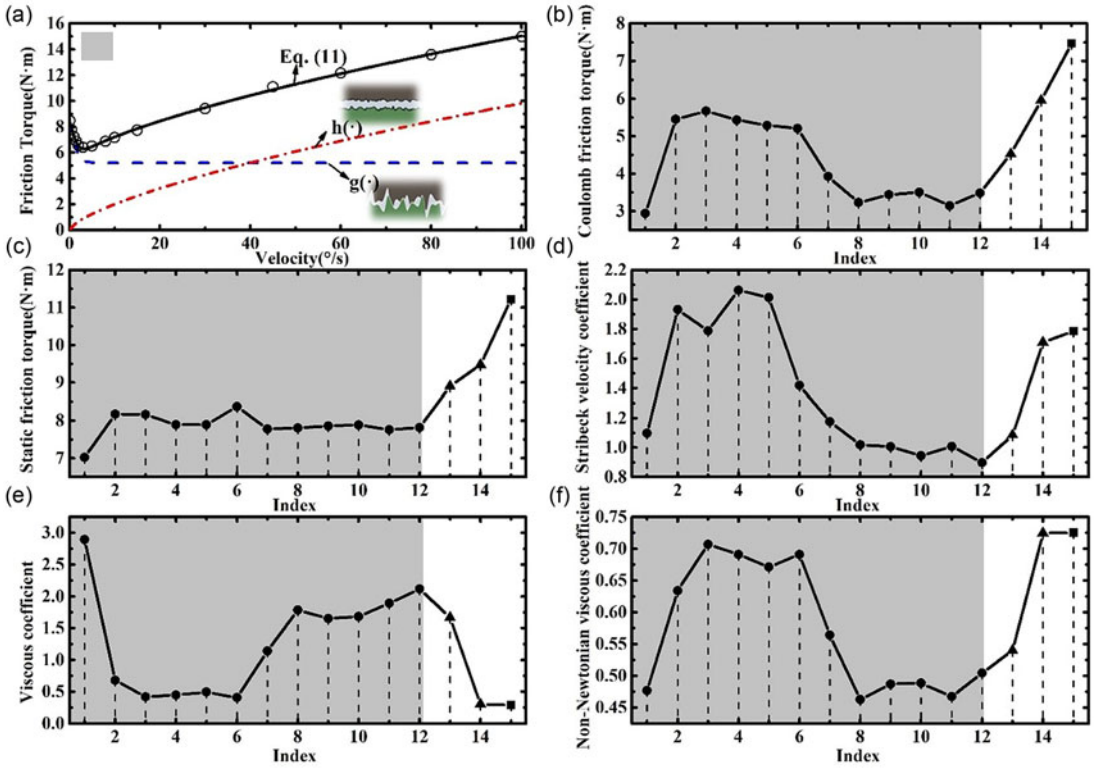 (a)
Friction Torque(N·m)
16
14
12
10
8
6
4
2
0
Eq. (11)
h(·)
g(·)
0 20 40 60 80 100
Velocity(°/s)
(b)
Coulomb friction torque(N·m)
8
7
6
5
4
3
2 4 6 8 10 12 14
Index
(c)
Static friction torque(N·m)
12
11
10
9
8
7
2 4 6 8 10 12 14
Index
(d)
Stribeck velocity coefficient
2.2
2.0
1.8
1.6
1.4
1.2
1.0
0.8
2 4 6 8 10 12 14
Index
(e)
Viscous coefficient
3.0
2.5
2.0
1.5
1.0
0.5
0.0
2 4 6 8 10 12 14
Index
(f)
Non-Newtonian viscous coefficient
0.75
0.70
0.65
0.60
0.55
0.50
0.45
2 4 6 8 10 12 14
Index